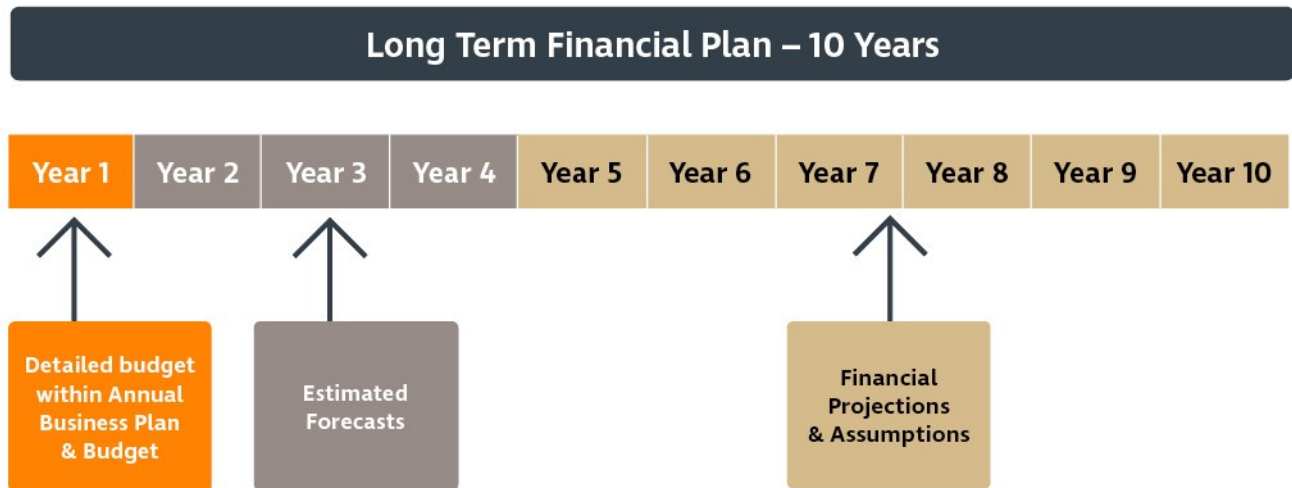 Long Term Financial Plan – 10 Years
Year 1 Year 2 Year 3 Year 4 Year 5 Year 6 Year 7 Year 8 Year 9 Year 10
Detailed budget
within Annual
Business Plan
& Budget
Estimated
Forecasts
Financial
Projections
& Assumptions